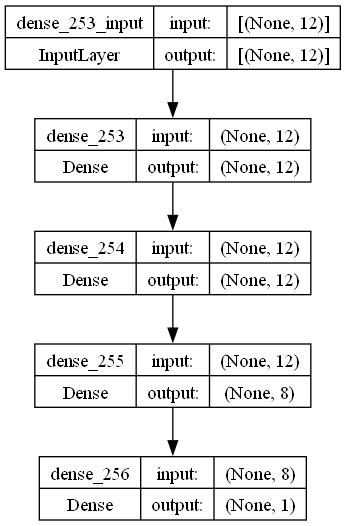 dense_253_input input: [(None, 12)]
InputLayer output: [(None, 12)]
dense_253 input: (None, 12)
Dense output: (None, 12)
dense_254 input: (None, 12)
Dense output: (None, 12)
dense_255 input: (None, 12)
Dense output: (None, 8)
dense_256 input: (None, 8)
Dense output: (None, 1)